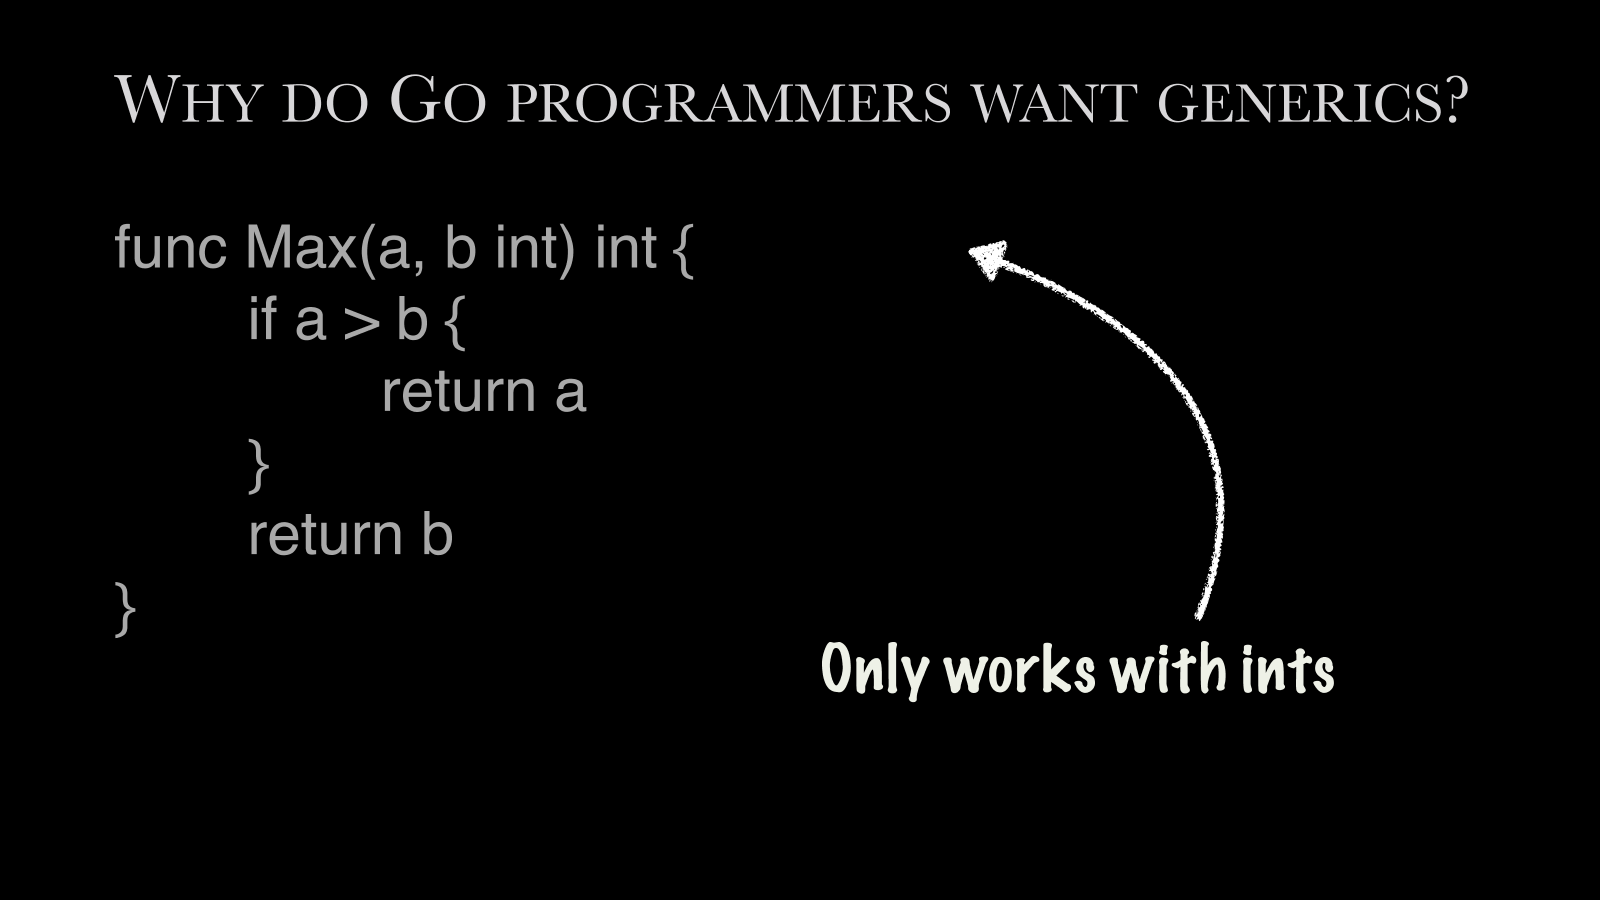 WHY DO GO PROGRAMMERS WANT GENERICS?
func Max(a, b int) int {
if a > b {
return a
}
return b
}
Only works with ints